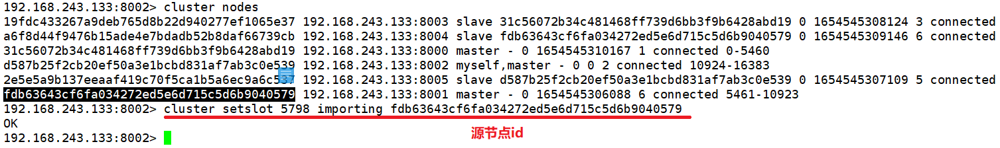 192.168.243.133:8002> cluster nodes
19fdc433267a9deb765d8b22d940277ef1065e37 192.168.243.133:8003 slave 31c56072b34c481468ff739d6bb3f9b6428abd19 0 1654545308124 3 connected
a6f8d44f9476b15ade4e7bdadb52b8daf66739cb 192.168.243.133:8004 slave fdb63643cf6fa034272ed5e6d715c5d6b9040579 0 1654545309146 6 connected
31c56072b34c481468ff739d6bb3f9b6428abd19 192.168.243.133:8000 master - 0 1654545310167 1 connected 0-5460
d587b25f2cb20ef50a3e1bcbd831af7ab3c0e539 192.168.243.133:8002 myself,master - 0 0 2 connected 10924-16383
2e5e5a9b137eeaaf419c70f5ca1b5a6ec9a6c537 192.168.243.133:8005 slave d587b25f2cb20ef50a3e1bcbd831af7ab3c0e539 0 1654545307109 5 connected
fdb63643cf6fa034272ed5e6d715c5d6b9040579 192.168.243.133:8001 master - 0 1654545306088 6 connected 5461-10923
192.168.243.133:8002> cluster setslot 5798 importing fdb63643cf6fa034272ed5e6d715c5d6b9040579
OK
192.168.243.133:8002>
源节点id